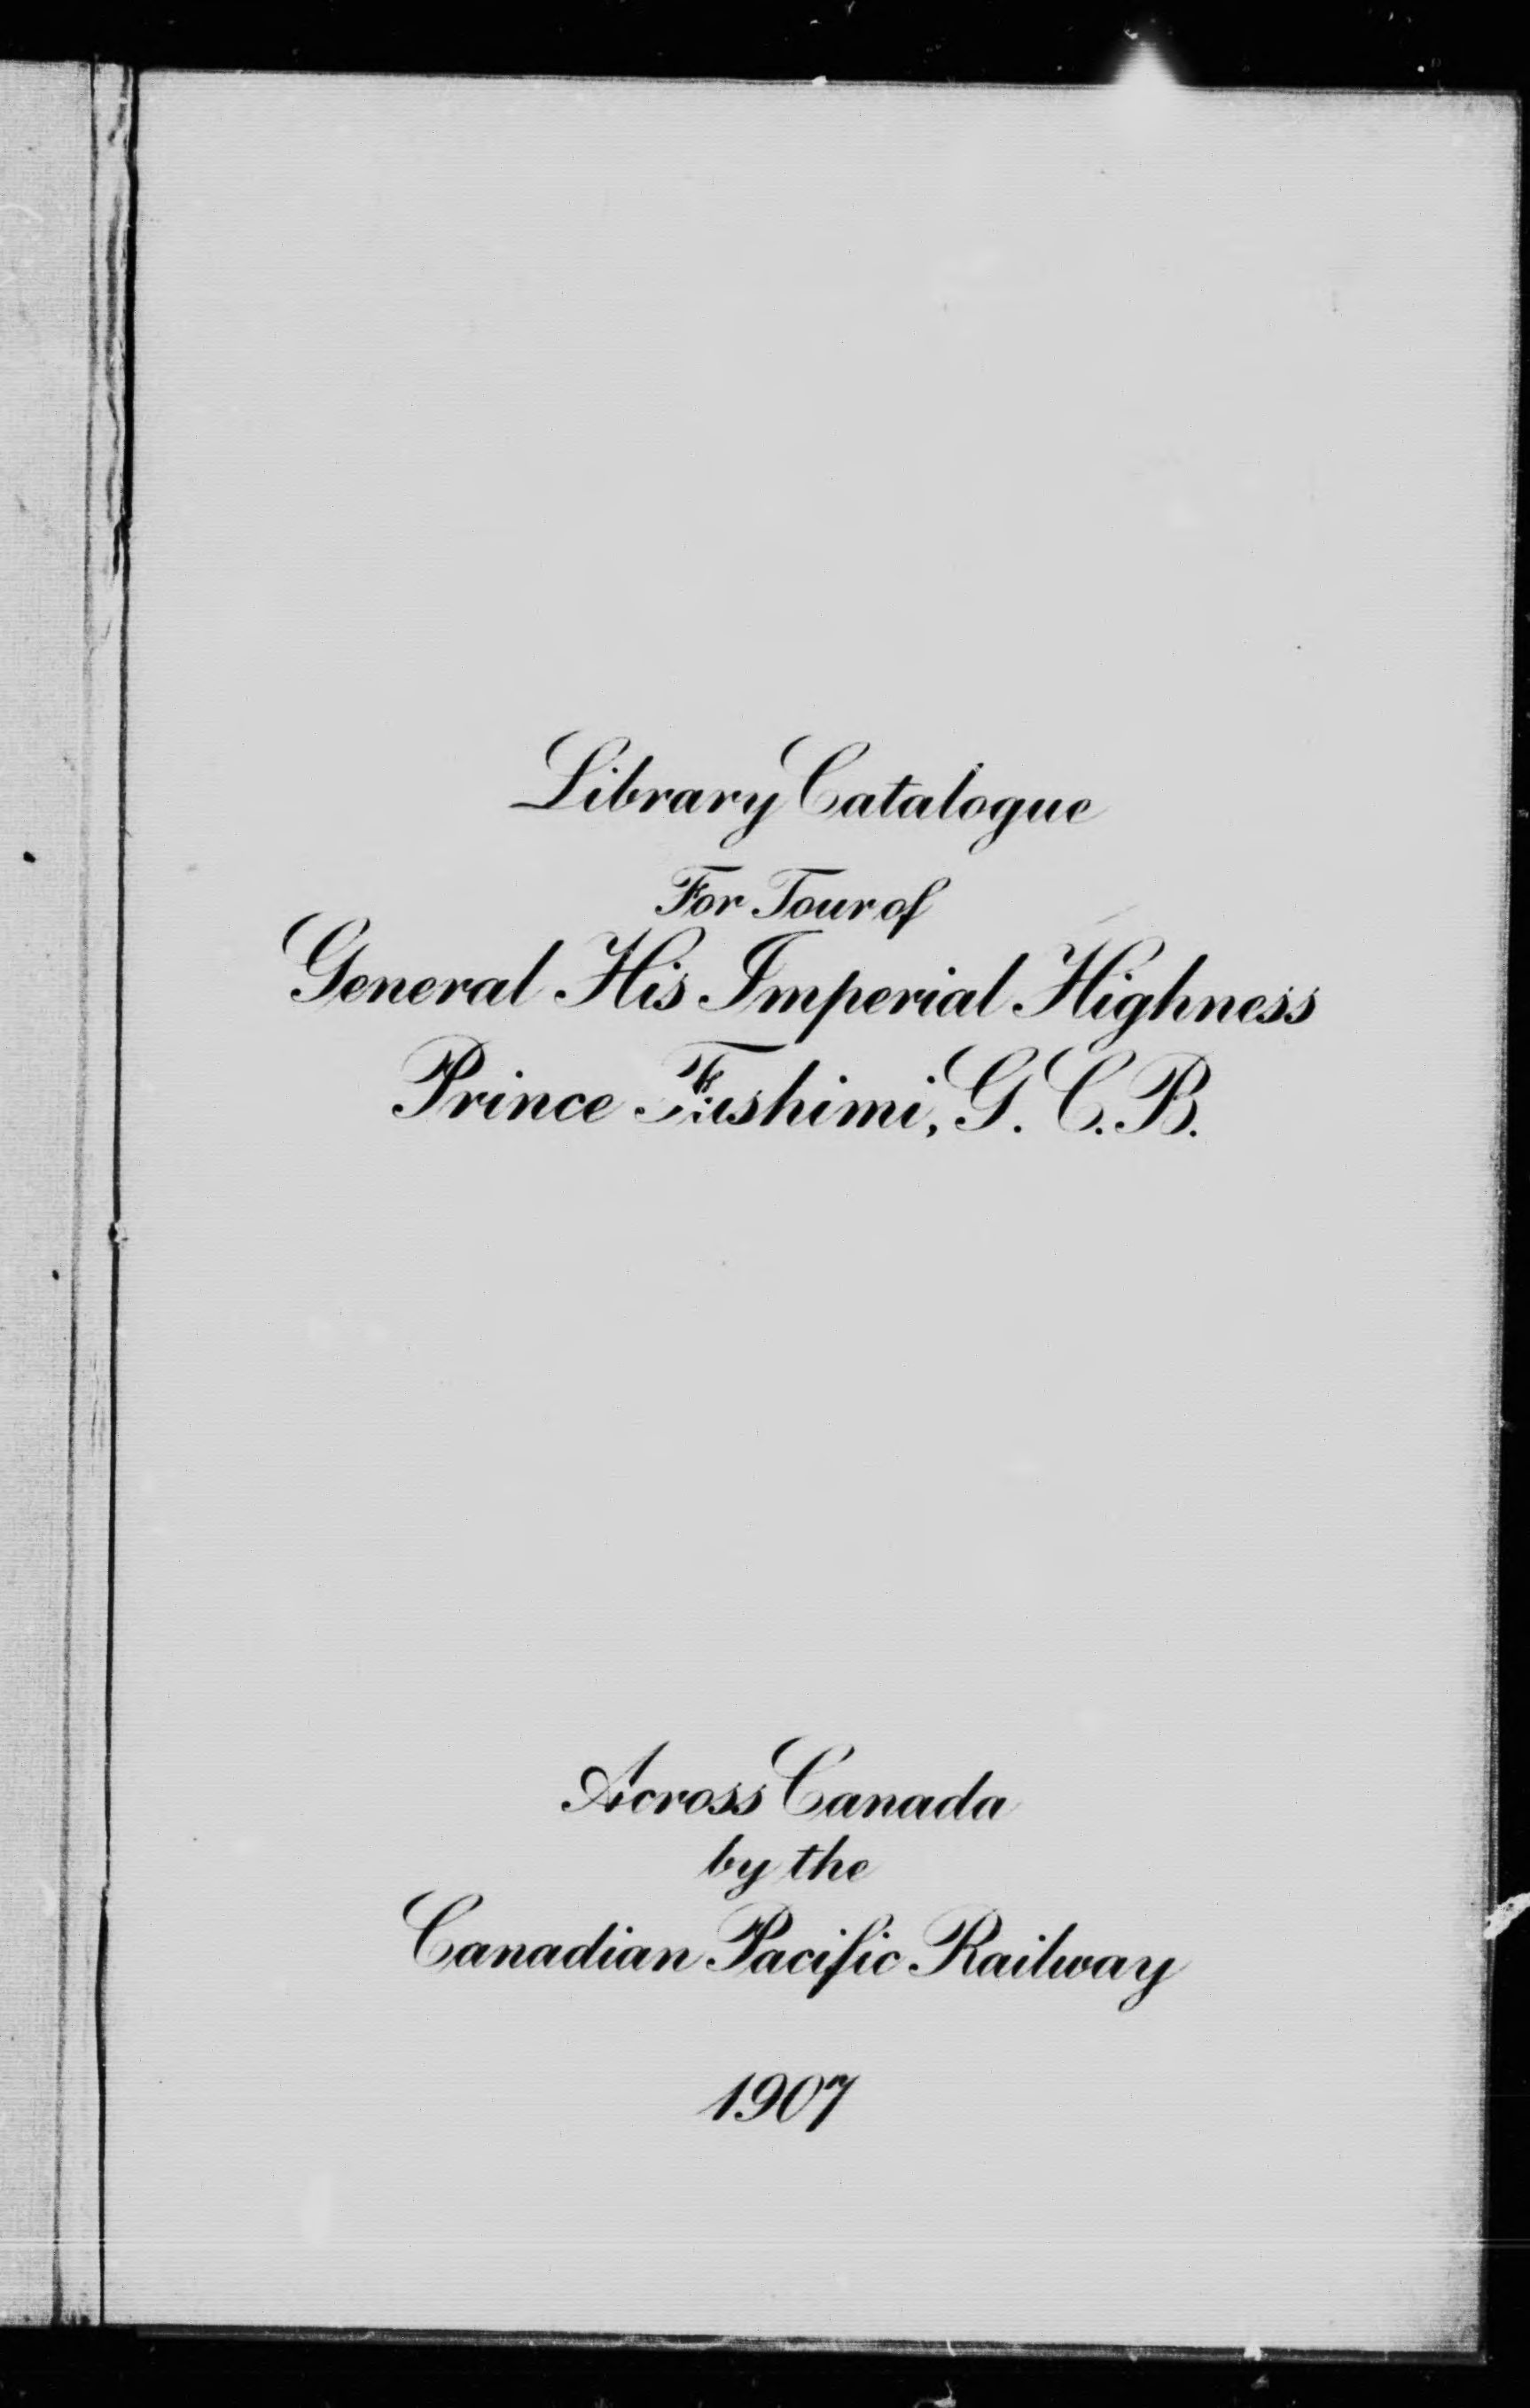 Library Catalogue
For Tour of
General His Imperial Highness
Prince Fushimi, G. C. B.
Across Canada
by the
Canadian Pacific Railway
1907